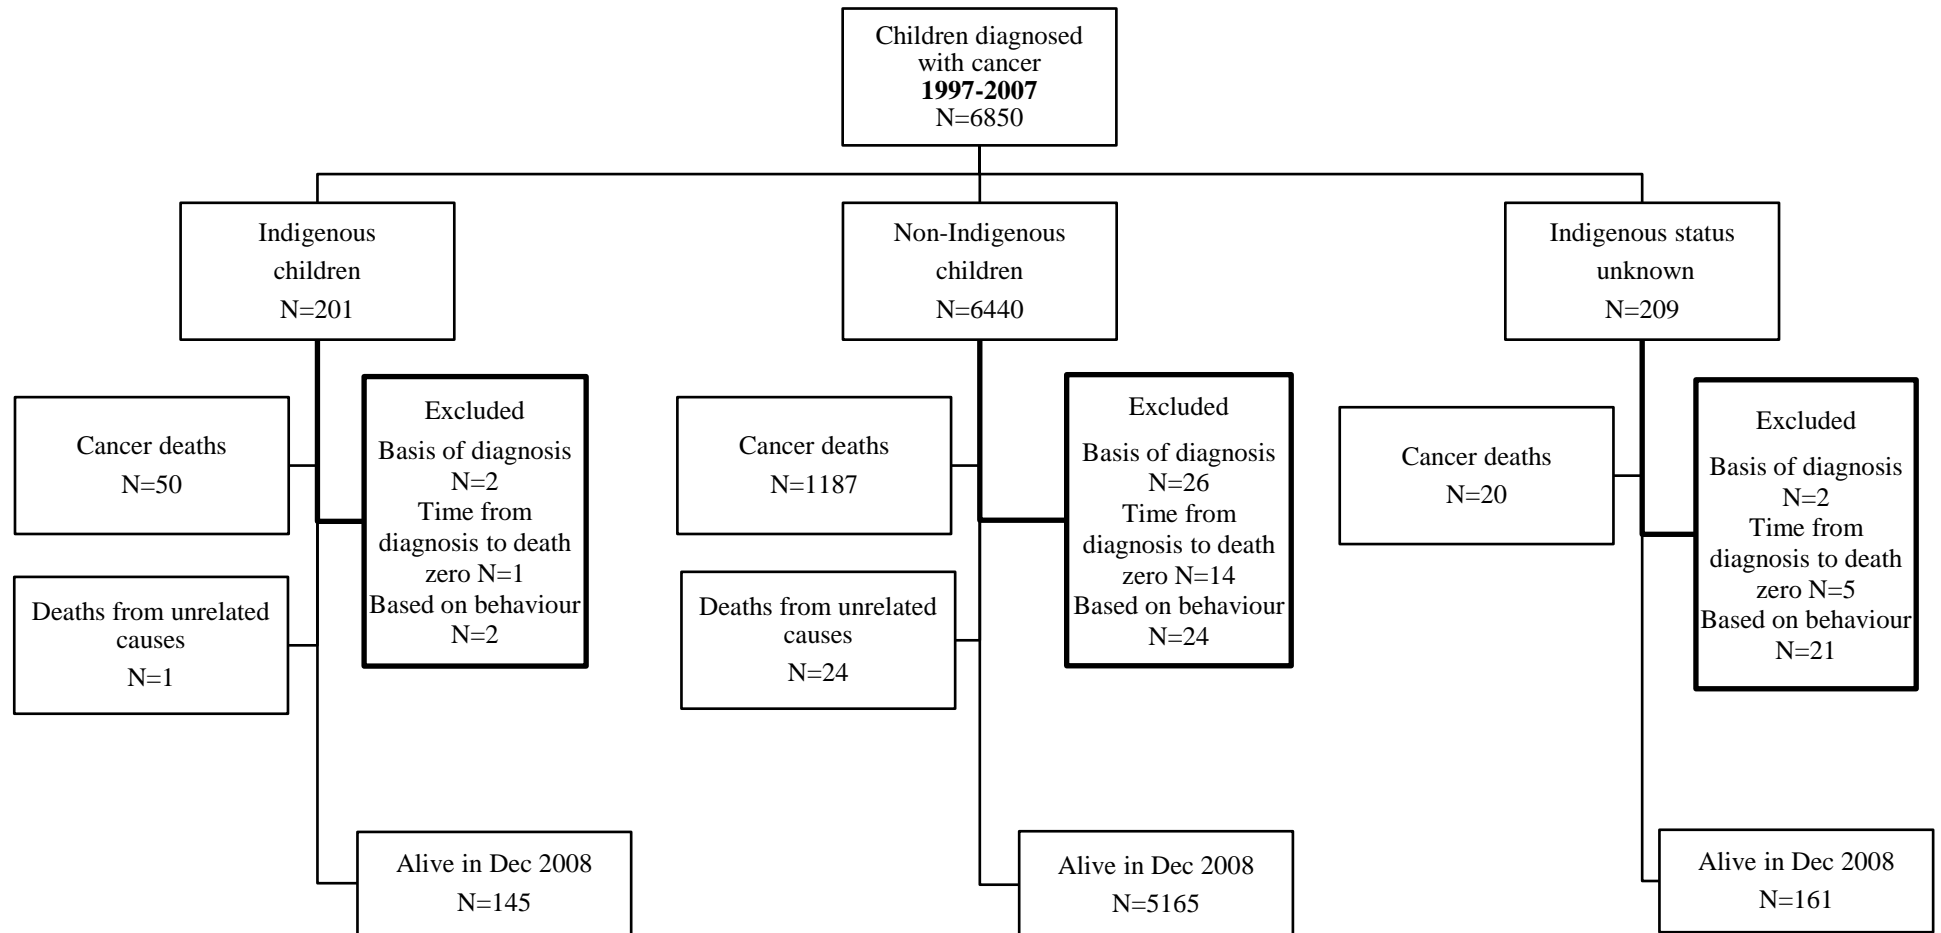 Children diagnosed
with cancer
1997-2007
N=6850
Indigenous
children
N=201
Non-Indigenous
children
N=6440
Indigenous status
unknown
N=209
Cancer deaths
N=50
Excluded
Basis of diagnosis
N=2
Time from
diagnosis to death
zero N=1
Based on behaviour
N=2
Deaths from unrelated
causes
N=1
Alive in Dec 2008
N=145
Cancer deaths
N=1187
Excluded
Basis of diagnosis
N=26
Time from
diagnosis to death
zero N=14
Based on behaviour
N=24
Deaths from unrelated
causes
N=24
Alive in Dec 2008
N=5165
Cancer deaths
N=20
Excluded
Basis of diagnosis
N=2
Time from
diagnosis to death
zero N=5
Based on behaviour
N=21
Alive in Dec 2008
N=161